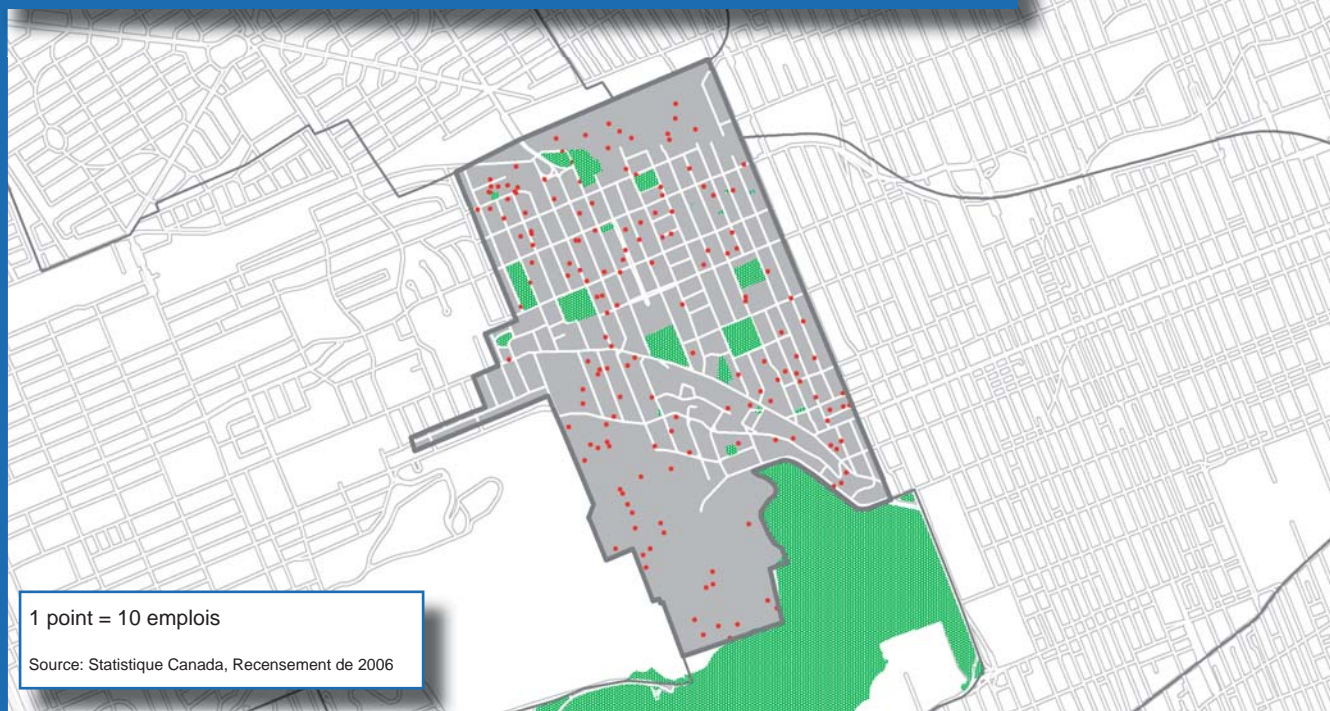 1 point = 10 emplois
Source: Statistique Canada, Recensement de 2006